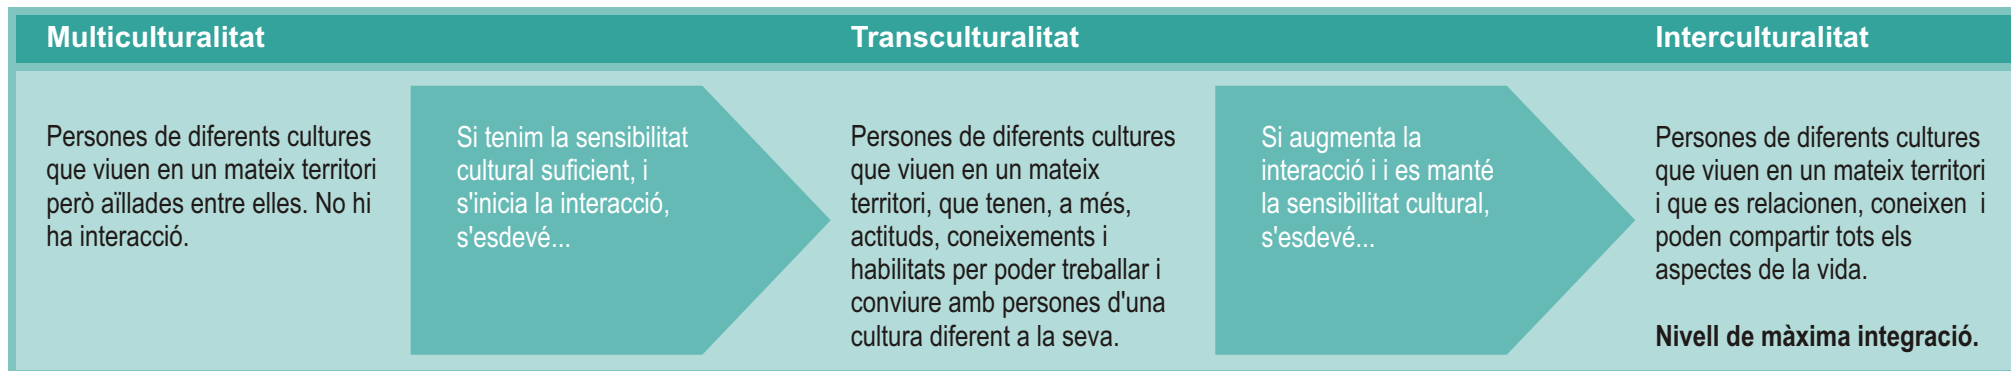 Multiculturalitat
Transculturalitat
Interculturalitat
Persones de diferents cultures
que viuen en un mateix territori
però aïllades entre elles. No hi
ha interacció.
Si tenim la sensibilitat
cultural suficient, i
s'inicia la interacció,
s'esdevé...
Persones de diferents cultures
que viuen en un mateix
territori, que tenen, a més,
actituds, coneixements i
habilitats per poder treballar i
conviure amb persones d'una
cultura diferent a la seva.
Si augmenta la
interacció i i es manté
la sensibilitat cultural,
s'esdevé...
Persones de diferents cultures
que viuen en un mateix territori
i que es relacionen, coneixen i
poden compartir tots els
aspectes de la vida.
Nivell de màxima integració.